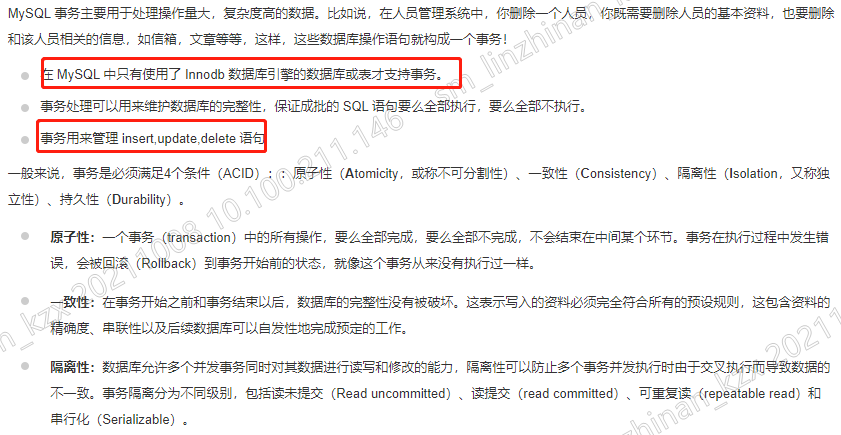 MySQL 事务主要用于处理操作量大，复杂度高的数据。比如说，在人员管理系统中，你删除一个人员，你既需要删除人员的基本资料，也要删除
和该人员相关的信息，如信箱，文章等等，这样，这些数据库操作语句就构成一个事务！
在 MySQL 中只有使用了 Innodb 数据库引擎的数据库或表才支持事务。
事务处理可以用来维护数据库的完整性，保证成批的 SQL 语句要么全部执行，要么全部不执行。
事务用来管理 insert,update,delete 语句
一般来说，事务是必须满足4个条件（ACID）：：原子性（Atomicity，或称不可分割性）、一致性（Consistency）、隔离性（Isolation，又称独
立性）、持久性（Durability）。
原子性：一个事务（transaction）中的所有操作，要么全部完成，要么全部不完成，不会结束在中间某个环节。事务在执行过程中发生错
误，会被回滚（Rollback）到事务开始前的状态，就像这个事务从来没有执行过一样。
一致性：在事务开始之前和事务结束以后，数据库的完整性没有被破坏。这表示写入的资料必须完全符合所有的预设规则，这包含资料的
精确度、串联性以及后续数据库可以自发性地完成预定的工作。
隔离性：数据库允许多个并发事务同时对其数据进行读写和修改的能力，隔离性可以防止多个事务并发执行时由于交叉执行而导致数据的
不一致。事务隔离分为不同级别，包括读未提交（Read uncommitted）、读提交（read committed）、可重复读（repeatable read）和
串行化（Serializable）。
sm_linzhinan_kzx 20211008 10.100.211.146
sm_linzhinan_kzx 20211